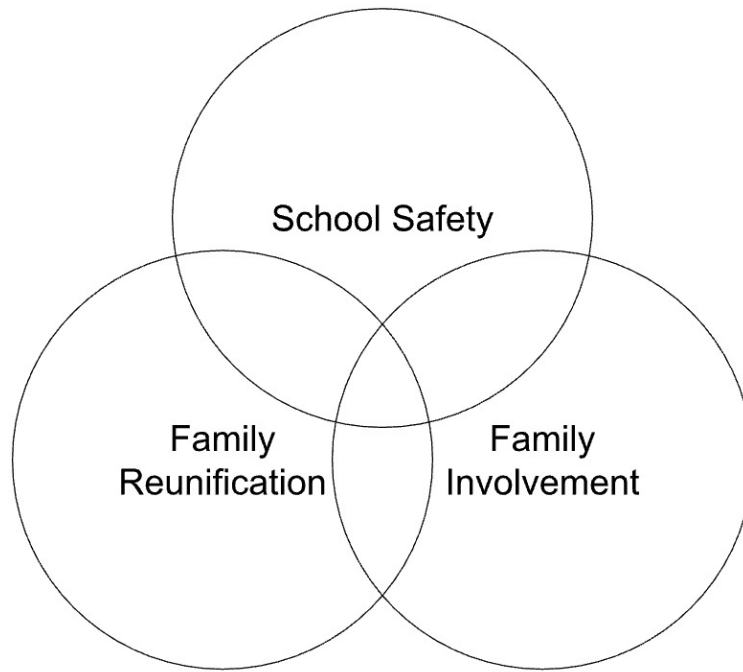 School Safety
Family
Reunification
Family
Involvement